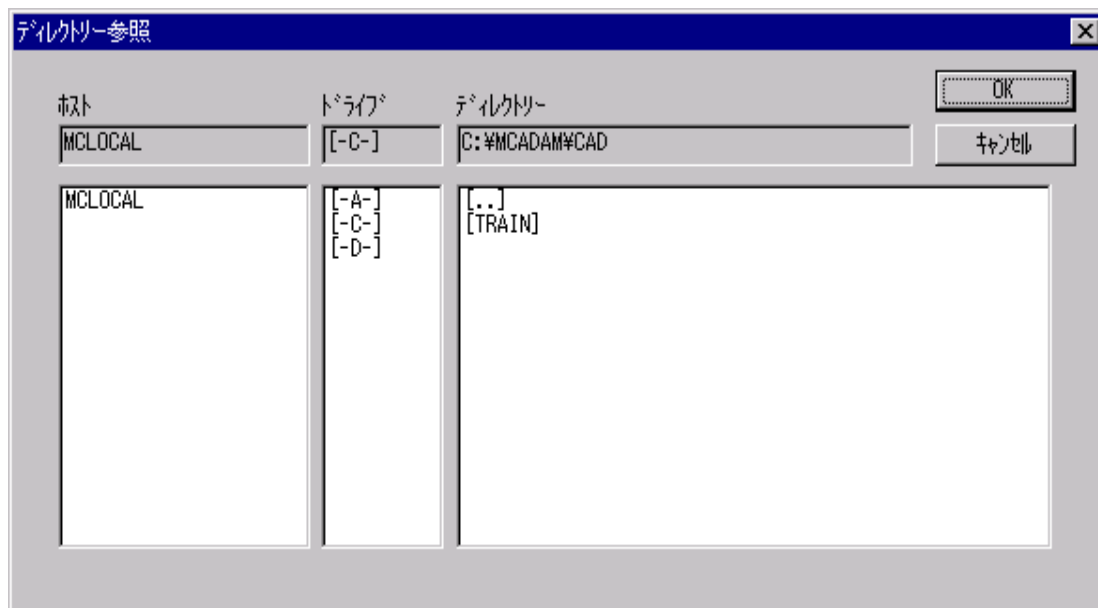 ﾃﾞｨﾚｸﾄﾘｰ参照
ﾎｽﾄ
ﾄﾞﾗｲﾌﾞ
ﾃﾞｨﾚｸﾄﾘｰ
OK
MCLOCAL
[-C-]
C:¥MCADAM¥CAD
ｷｬﾝｾﾙ
MCLOCAL
[-A-]
[-C-]
[-D-]
[..]
[TRAIN]